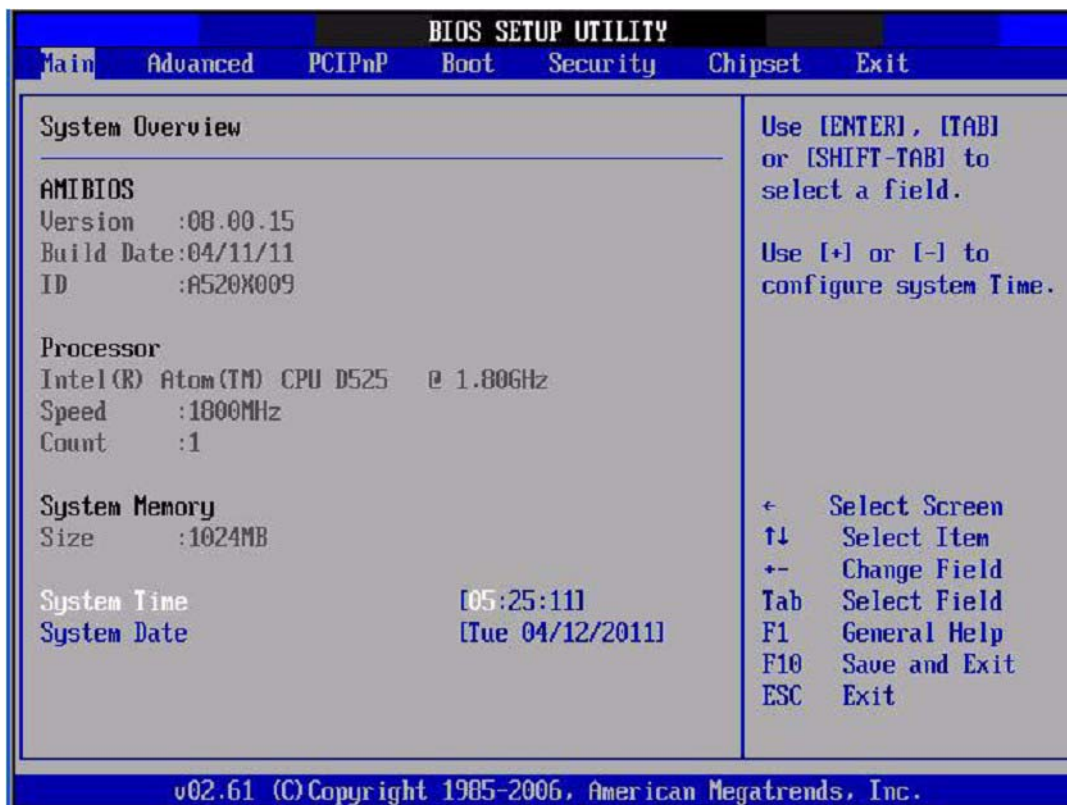 BIOS SETUP UTILITY
Main Advanced PCIPnP Boot Security Chipset Exit
System Overview
AMIBIOS
Version :08.00.15
Build Date:04/11/11
ID :A520X009
Processor
Intel(R) Atom(TM) CPU D525 @ 1.80GHz
Speed :1800MHz
Count :1
System Memory
Size :1024MB
System Time [05:25:11]
System Date [Tue 04/12/2011]
Use [ENTER], [TAB]
or [SHIFT-TAB] to
select a field.
Use [+] or [-] to
configure system Time.
← Select Screen
↑↓ Select Item
+- Change Field
Tab Select Field
F1 General Help
F10 Save and Exit
ESC Exit
v02.61 (C)Copyright 1985-2006, American Megatrends, Inc.